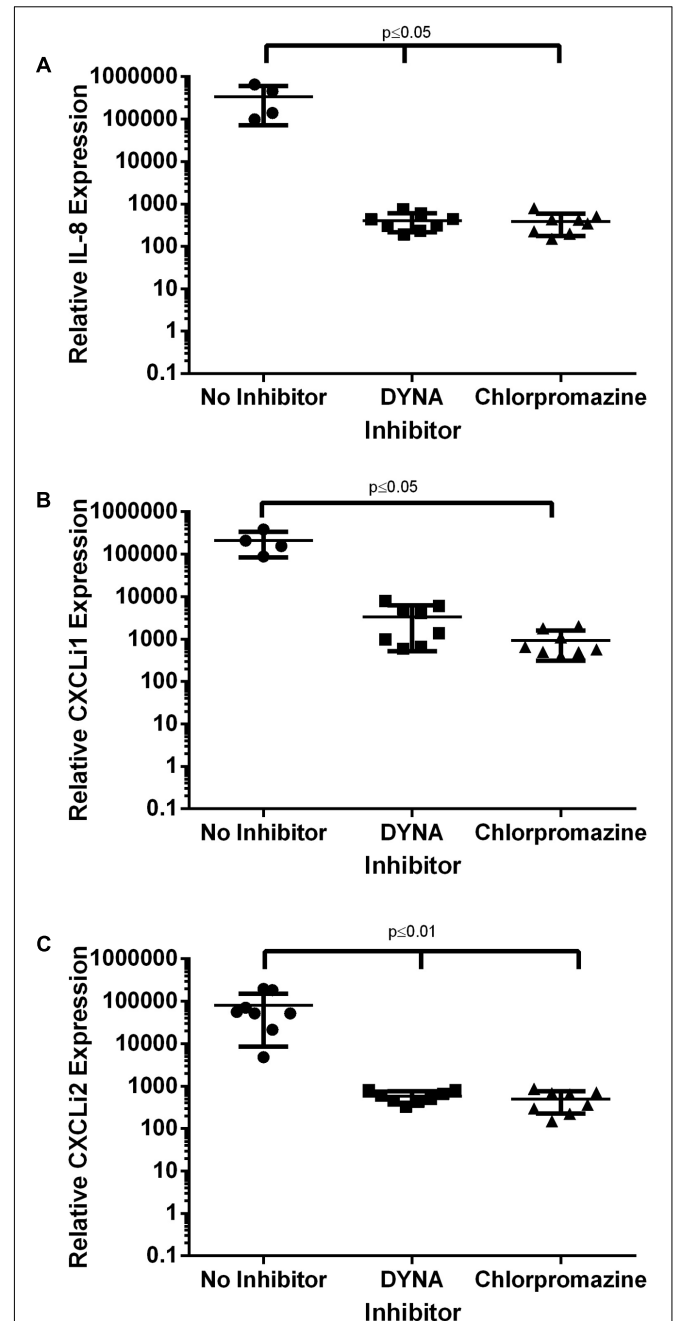 A
p≤0.05
Relative IL-8 Expression
1000000
100000
10000
1000
100
10
1
0.1
No Inhibitor DYNA Chlorpromazine
Inhibitor
B
p≤0.05
Relative CXCLi1 Expression
1000000
100000
10000
1000
100
10
1
0.1
No Inhibitor DYNA Chlorpromazine
Inhibitor
C
p≤0.01
Relative CXCLi2 Expression
1000000
100000
10000
1000
100
10
1
0.1
No Inhibitor DYNA Chlorpromazine
Inhibitor